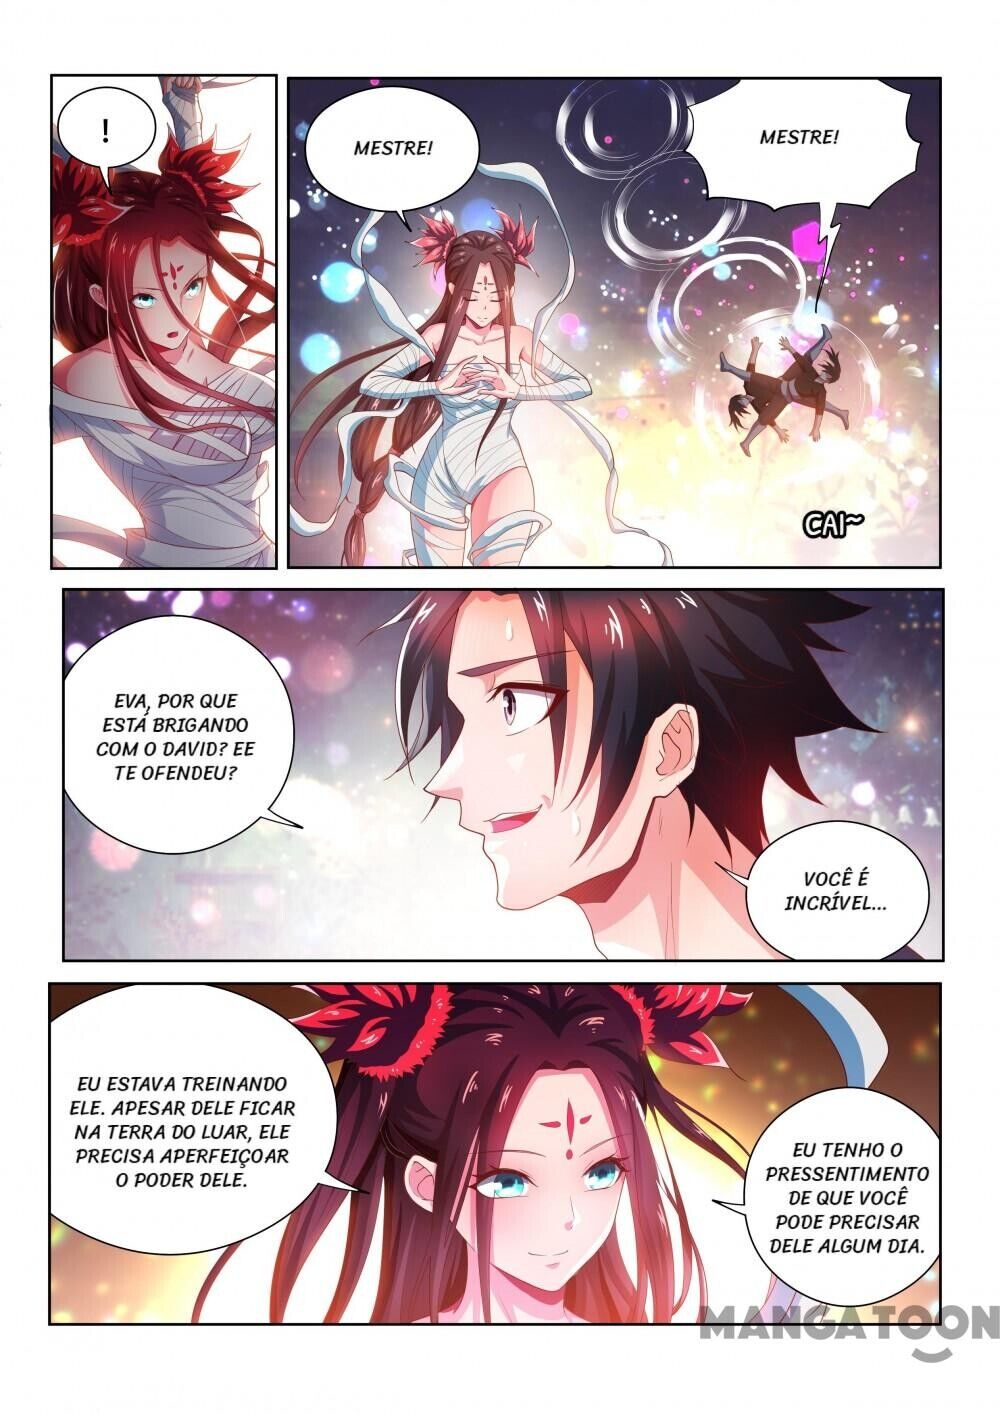 !
MESTRE!
MESTRE!
CAI~
EVA, POR QUE
ESTÁ BRIGANDO
COM O DAVID? EE
TE OFENDEU?
VOCÊ É
INCRÍVEL...
EU ESTAVA TREINANDO
ELE. APESAR DELE FICAR
NA TERRA DO LUAR, ELE
PRECISA APERFEIÇOAR
O PODER DELE.
EU TENHO O
PRESSENTIMENTO
DE QUE VOCÊ
PODE PRECISAR
DELE ALGUM DIA.
MANGATOON